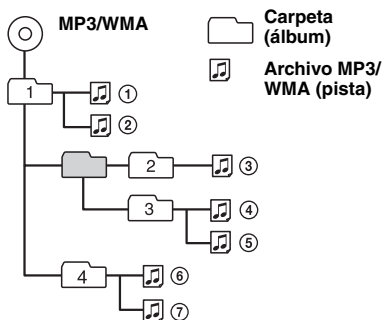 MP3/WMA
Carpeta
(álbum)
Archivo MP3/
WMA (pista)
1
①
②
2
③
3
④
⑤
4
⑥
⑦